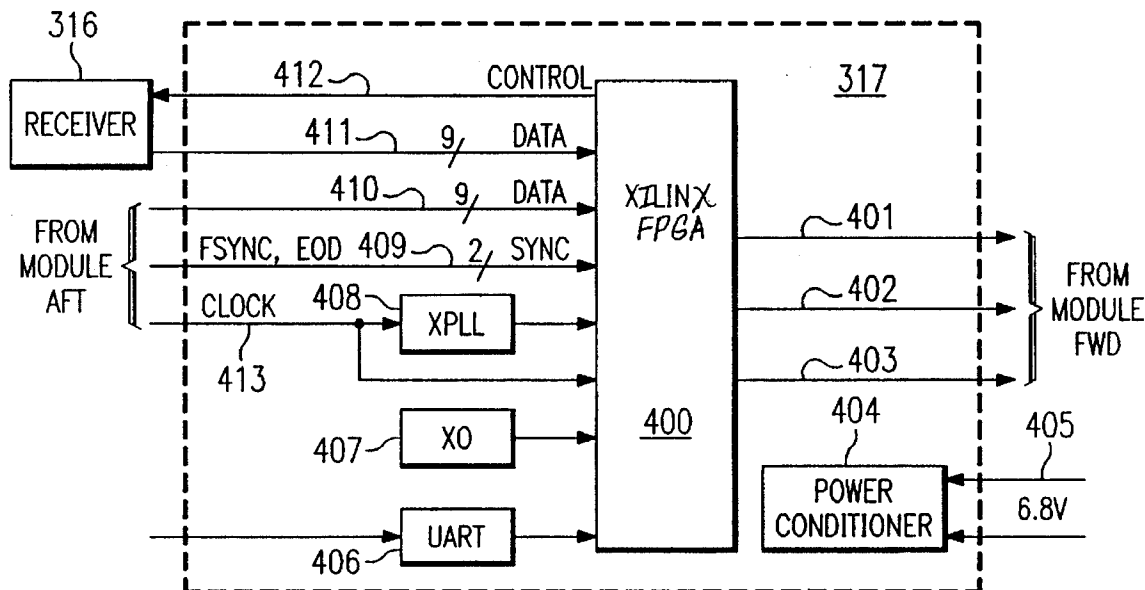 316
RECEIVER
412
CONTROL
317
411
9
DATA
410
9
DATA
FROM
MODULE
AFT
FSYNC, EOD
409
2
SYNC
CLOCK
408
XPLL
413
XILINX
FPGA
400
401
402
403
FROM
MODULE
FWD
407
XO
404
405
POWER
CONDITIONER
6.8V
406
UART